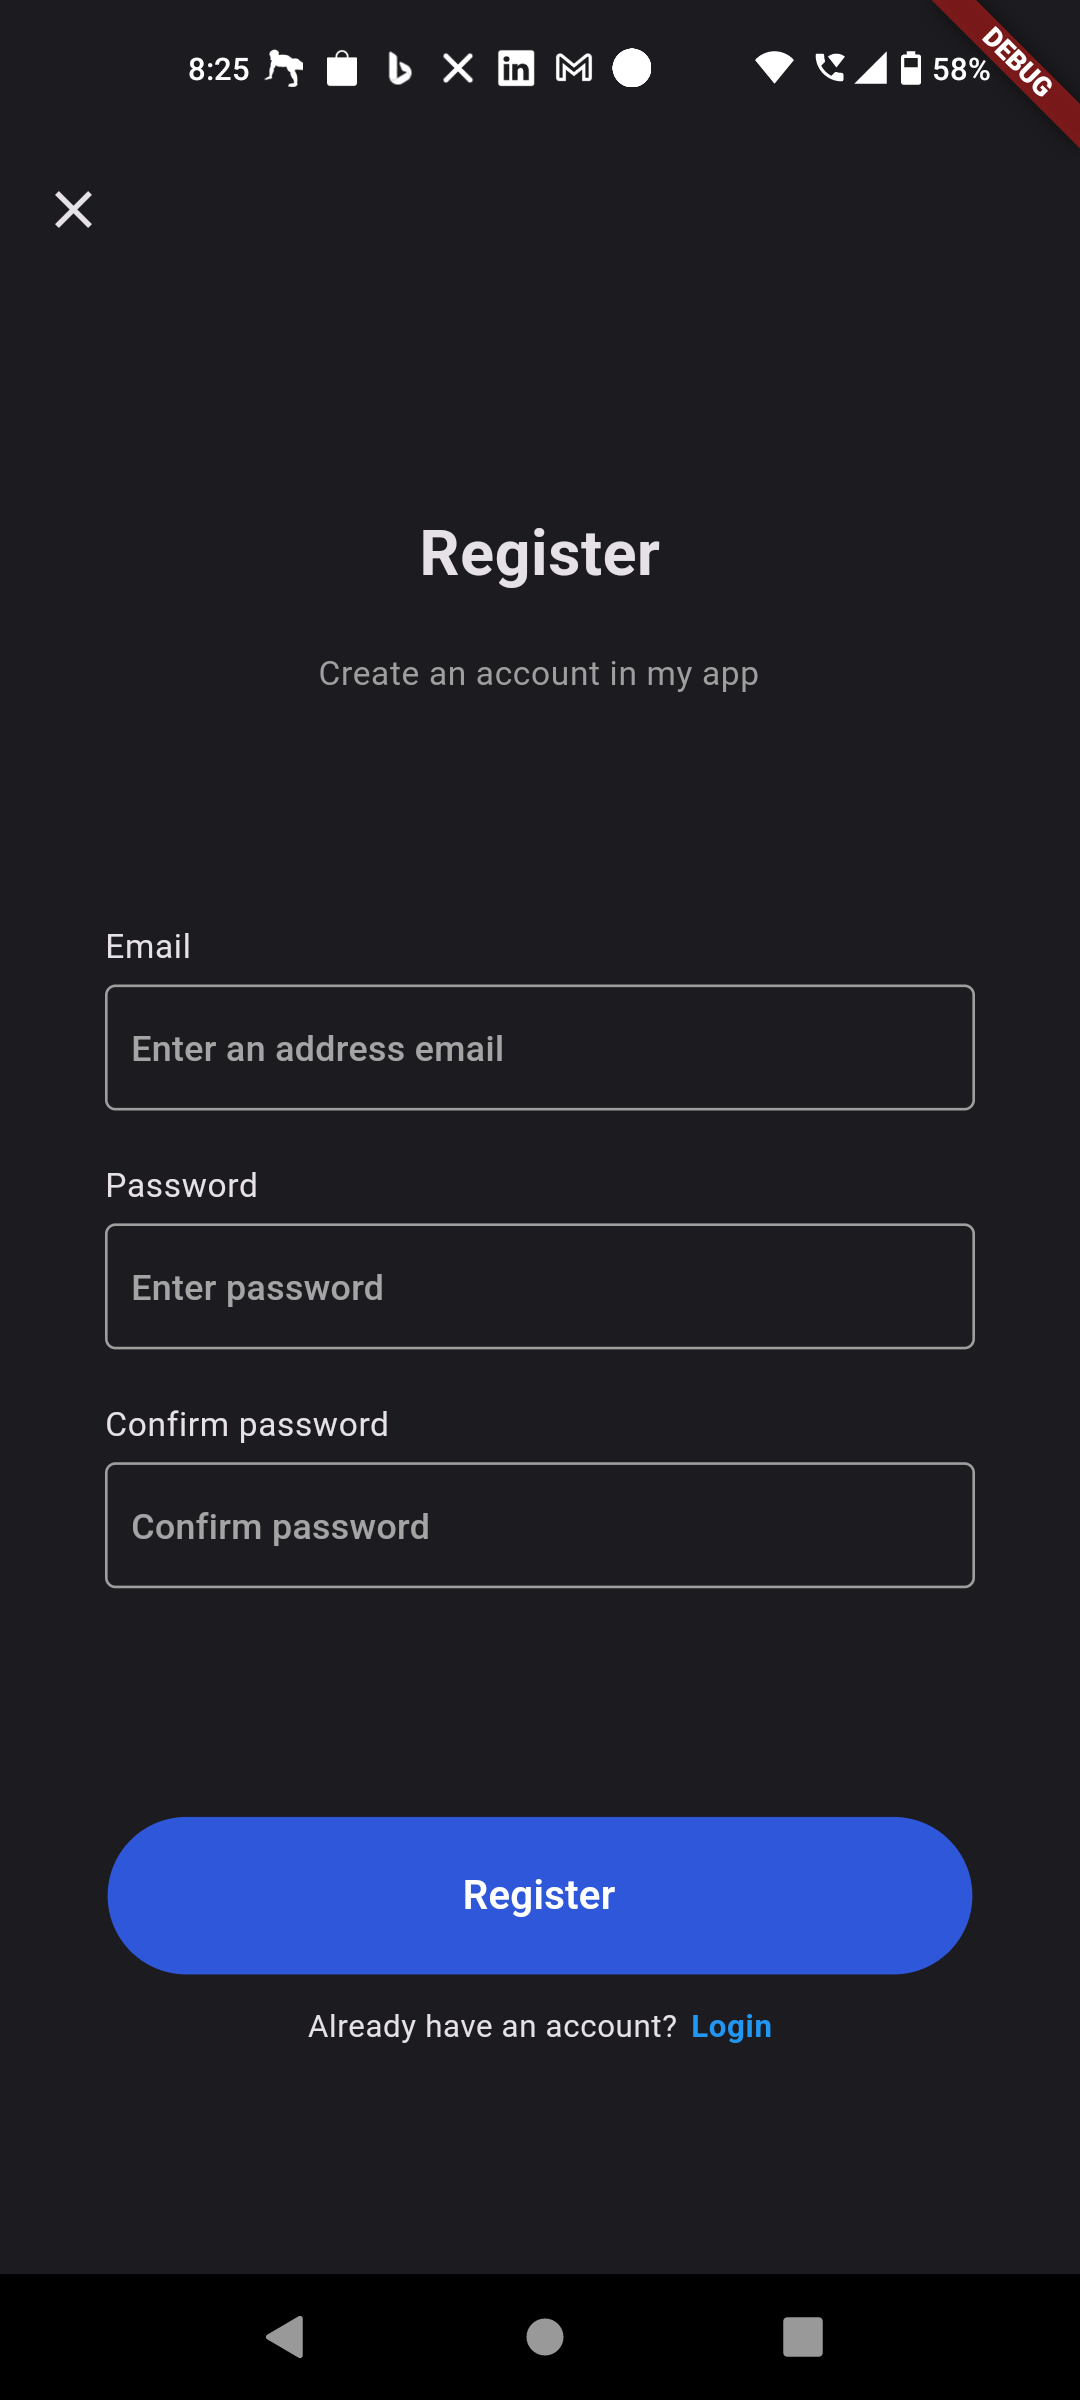 8:25
58%
DEBUG
Register
Create an account in my app
Email
Enter an address email
Password
Enter password
Confirm password
Confirm password
Register
Already have an account? Login